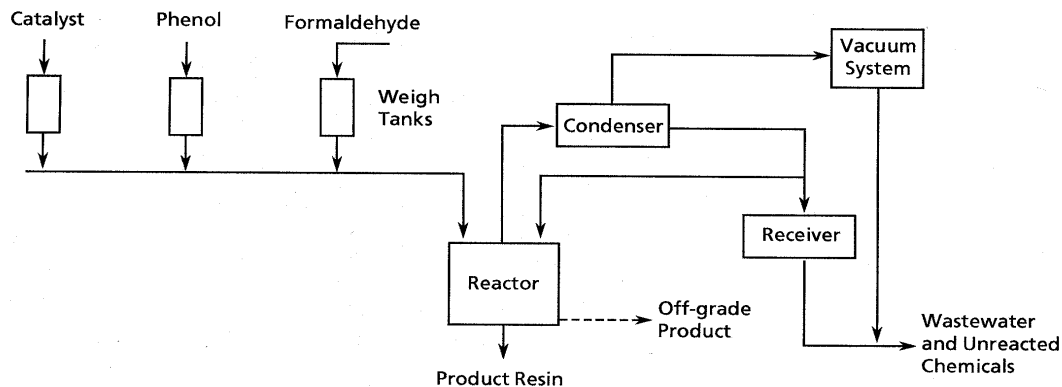 Catalyst
Phenol
Formaldehyde
Weigh
Tanks
Vacuum
System
Condenser
Receiver
Reactor
Off-grade
Product
Wastewater
and Unreacted
Chemicals
Product Resin